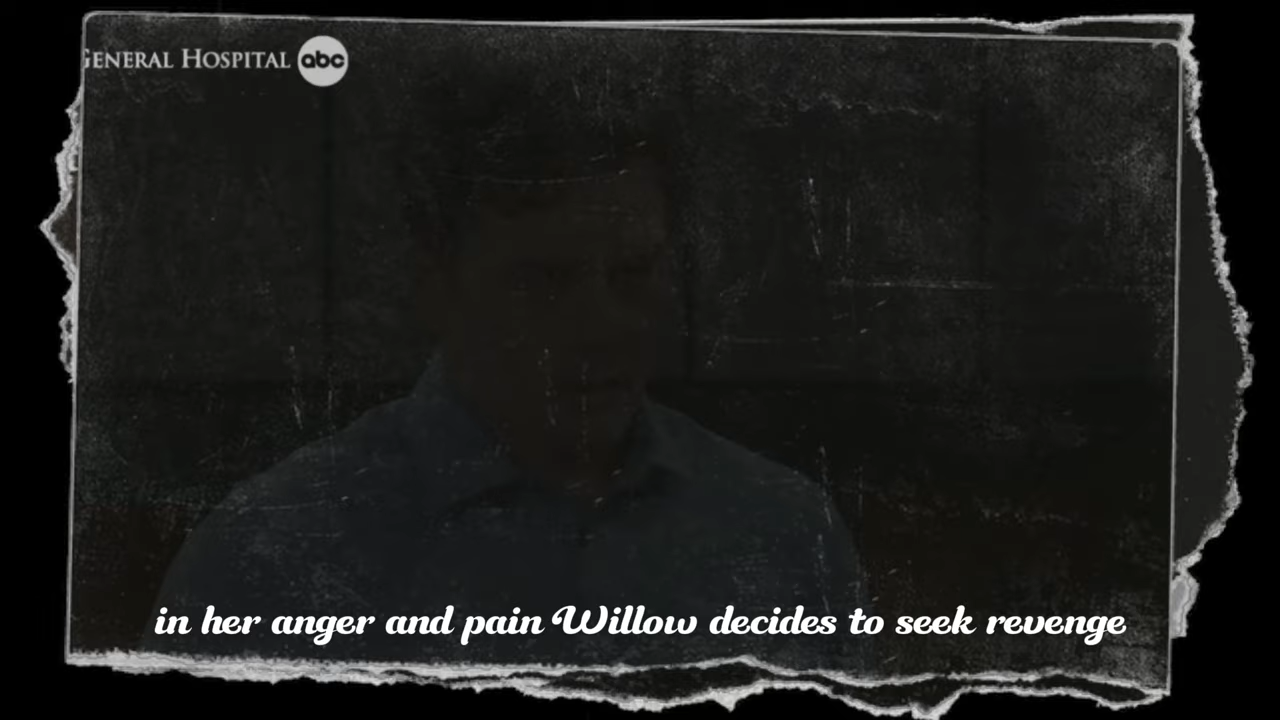 GENERAL HOSPITAL abc
in her anger and pain Willow decides to seek revenge